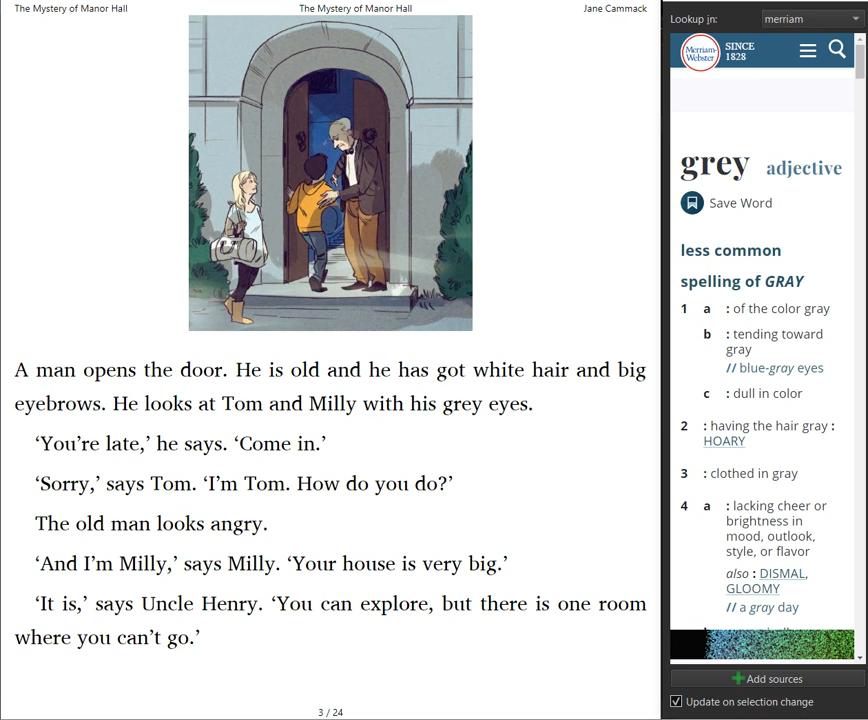 The Mystery of Manor Hall The Mystery of Manor Hall Jane Cammack
A man opens the door. He is old and he has got white hair and big
eyebrows. He looks at Tom and Milly with his grey eyes.
‘You’re late,’ he says. ‘Come in.’
‘Sorry,’ says Tom. ‘I’m Tom. How do you do?’
The old man looks angry.
‘And I’m Milly,’ says Milly. ‘Your house is very big.’
‘It is,’ says Uncle Henry. ‘You can explore, but there is one room
where you can’t go.’
3 / 24
Lookup in: merriam
Merriam-
Webster
SINCE
1828
grey adjective
Save Word
less common
spelling of GRAY
1 a : of the color gray
b : tending toward
gray
// blue-gray eyes
c : dull in color
2 : having the hair gray :
HOARY
3 : clothed in gray
4 a : lacking cheer or
brightness in
mood, outlook,
style, or flavor
also : DISMAL,
GLOOMY
// a gray day
Add sources
Update on selection change